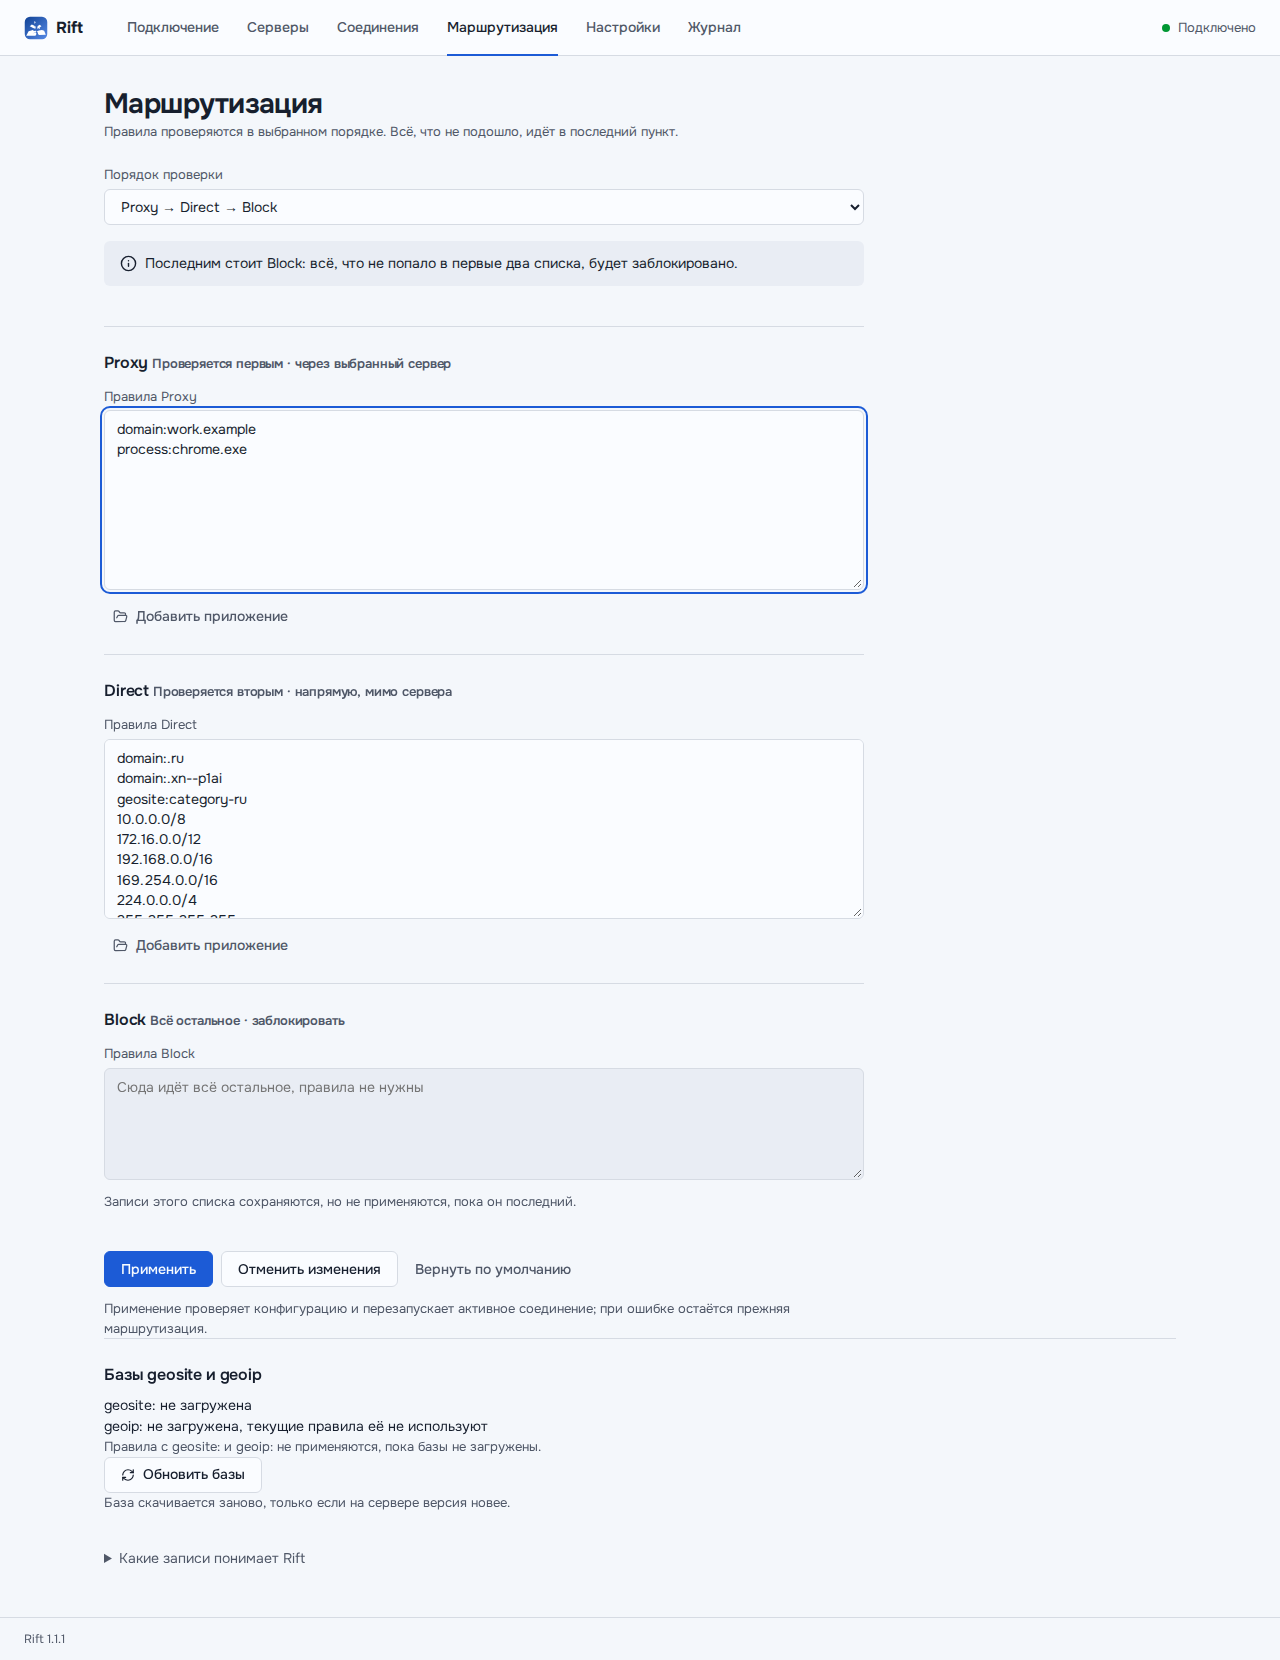 Rift
Подключение
Серверы
Соединения
Маршрутизация
Настройки
Журнал
Подключено
Маршрутизация
Правила проверяются в выбранном порядке. Всё, что не подошло, идёт в последний пункт.
Порядок проверки
Proxy → Direct → Block
Последним стоит Block: всё, что не попало в первые два списка, будет заблокировано.
Proxy Проверяется первым · через выбранный сервер
Правила Proxy
domain:work.example
process:chrome.exe
Добавить приложение
Direct Проверяется вторым · напрямую, мимо сервера
Правила Direct
domain:.ru
domain:.xn--p1ai
geosite:category-ru
10.0.0.0/8
172.16.0.0/12
192.168.0.0/16
169.254.0.0/16
224.0.0.0/4
255.255.255.255
Добавить приложение
Block Всё остальное · заблокировать
Правила Block
Сюда идёт всё остальное, правила не нужны
Записи этого списка сохраняются, но не применяются, пока он последний.
Применить
Отменить изменения
Вернуть по умолчанию
Применение проверяет конфигурацию и перезапускает активное соединение; при ошибке остаётся прежняя
маршрутизация.
Базы geosite и geoip
geosite: не загружена
geoip: не загружена, текущие правила её не используют
Правила с geosite: и geoip: не применяются, пока базы не загружены.
Обновить базы
База скачивается заново, только если на сервере версия новее.
Какие записи понимает Rift
Rift 1.1.1